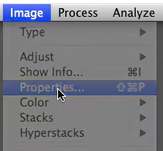 Image Process Analyze
Type
Adjust
Show Info... ⌘I
Properties... ⇧⌘P
Color
Stacks
Hyperstacks